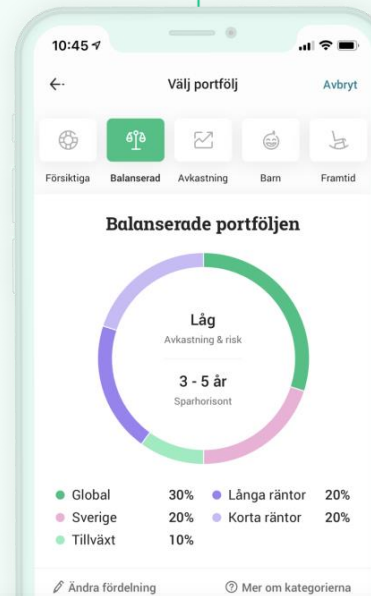 10:45
Välj portfölj
Avbryt
Försiktiga Balanserad Avkastning Barn Framtid
Balanserade portföljen
Låg
Avkastning & risk
3 - 5 år
Sparhorisont
Global 30% Långa räntor 20%
Sverige 20% Korta räntor 20%
Tillväxt 10%
Ändra fördelning Mer om kategorierna